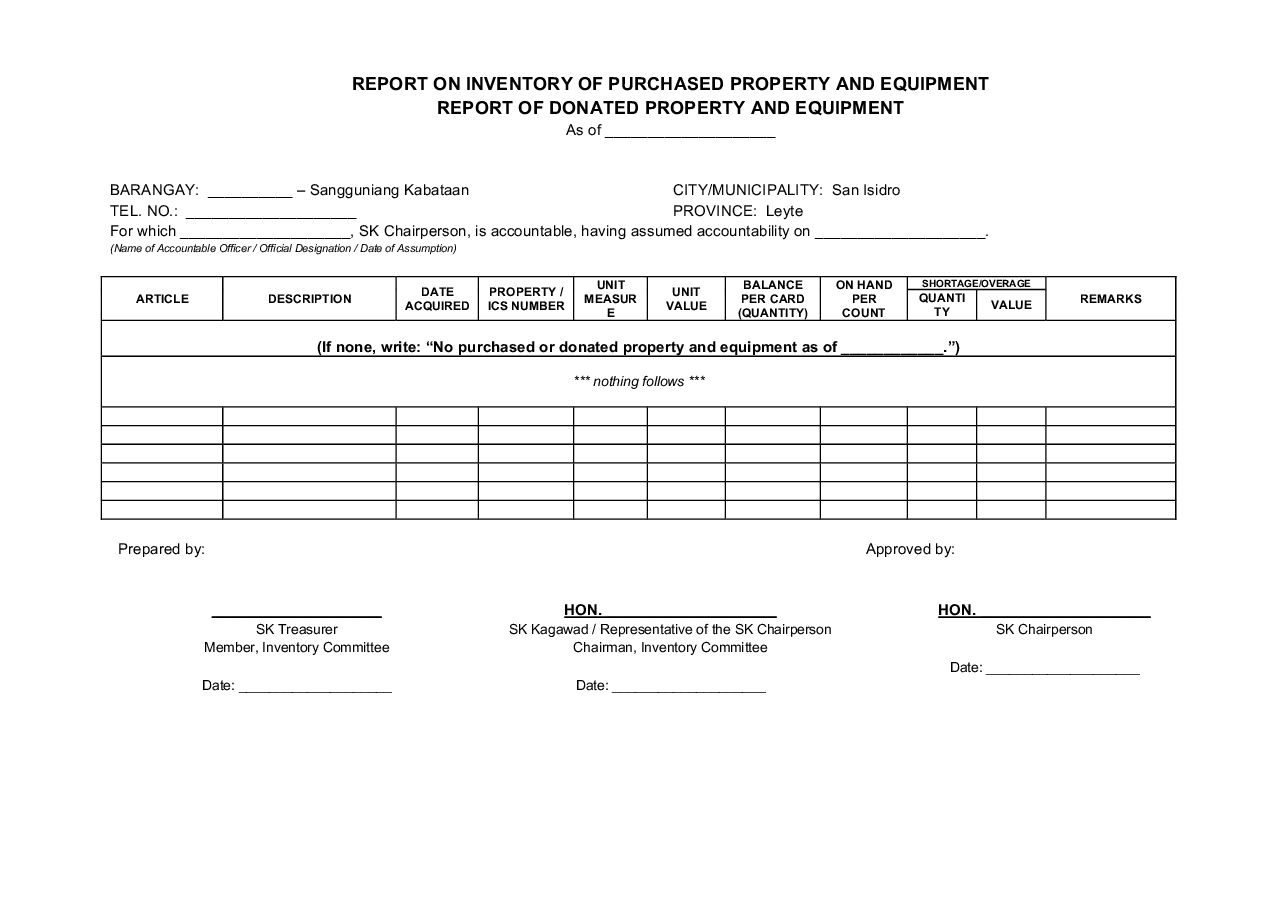 REPORT ON INVENTORY OF PURCHASED PROPERTY AND EQUIPMENT
REPORT OF DONATED PROPERTY AND EQUIPMENT
As of ____________________
BARANGAY: __________ – Sangguniang Kabataan CITY/MUNICIPALITY: San Isidro
TEL. NO.: ____________________ PROVINCE: Leyte
For which ____________________, SK Chairperson, is accountable, having assumed accountability on ____________________.
(Name of Accountable Officer / Official Designation / Date of Assumption)
ARTICLE
DESCRIPTION
DATE
ACQUIRED
PROPERTY /
ICS NUMBER
UNIT
MEASUR
E
UNIT
VALUE
BALANCE
PER CARD
(QUANTITY)
ON HAND
PER
COUNT
SHORTAGE/OVERAGE
QUANTI
TY
VALUE
REMARKS
(If none, write: “No purchased or donated property and equipment as of ____________.”)
*** nothing follows ***
Prepared by: Approved by:
____________________ HON.____________________ HON.____________________
SK Treasurer SK Kagawad / Representative of the SK Chairperson SK Chairperson
Member, Inventory Committee Chairman, Inventory Committee
Date: ____________________
Date: ____________________ Date: ____________________